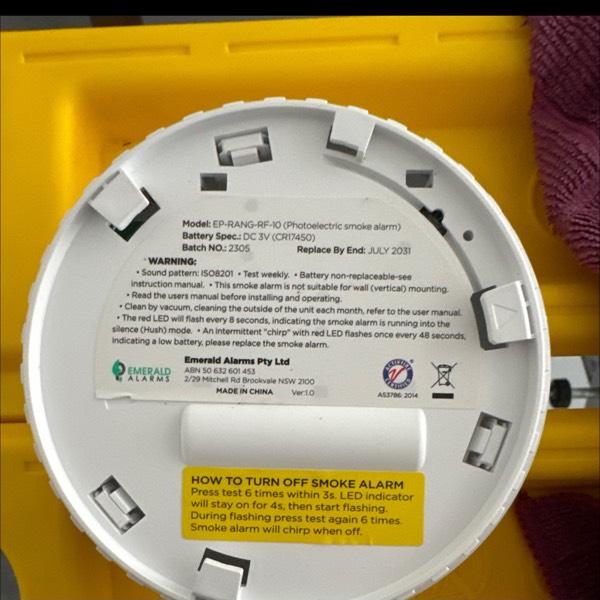 Model: EP-RANG-RF-10 (Photoelectric smoke alarm)
Battery Spec.: DC 3V (CR17450)
Batch NO.: 2305 Replace By End: JULY 2031
WARNING:
• Sound pattern: ISO8201 • Test weekly. • Battery non-replaceable-see
instruction manual. • This smoke alarm is not suitable for wall (vertical) mounting.
• Read the users manual before installing and operating.
• Clean by vacuum, cleaning the outside of the unit each month, refer to the user manual.
• The red LED will flash every 8 seconds, indicating the smoke alarm is running into the
silence (Hush) mode. • An Intermittent "chirp" with red LED flashes once every 48 seconds,
indicating a low battery, please replace the smoke alarm.
EMERALD
ALARMS
Emerald Alarms Pty Ltd
ABN 50 632 601 453
2/29 Mitchell Rd Brookvale NSW 2100
MADE IN CHINA Ver:1.0
AS3786: 2014
HOW TO TURN OFF SMOKE ALARM
Press test 6 times within 3s. LED indicator
will stay on for 4s, then start flashing.
During flashing press test again 6 times.
Smoke alarm will chirp when off.